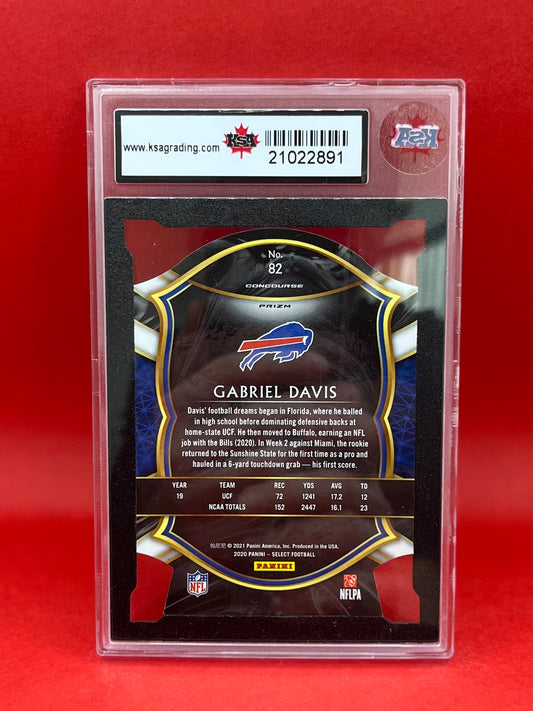 www.ksagrading.com
KSA
21022891
KSA
No.
82
CONCOURSE
PRIZM
GABRIEL DAVIS
Davis' football dreams began in Florida, where he balled
in high school before dominating defensive backs at
home-state UCF. He then moved to Buffalo, earning an NFL
job with the Bills (2020). In Week 2 against Miami, the rookie
returned to the Sunshine State for the first time as a pro and
hauled in a 6-yard touchdown grab — his first score.
YEAR TEAM REC YDS AVG TD
19 UCF 72 1241 17.2 12
NCAA TOTALS 152 2447 16.1 23
帕尼尼 © 2021 Panini America, Inc. Produced in the USA.
2020 PANINI - SELECT FOOTBALL
PANINI
NFL
NFLPA